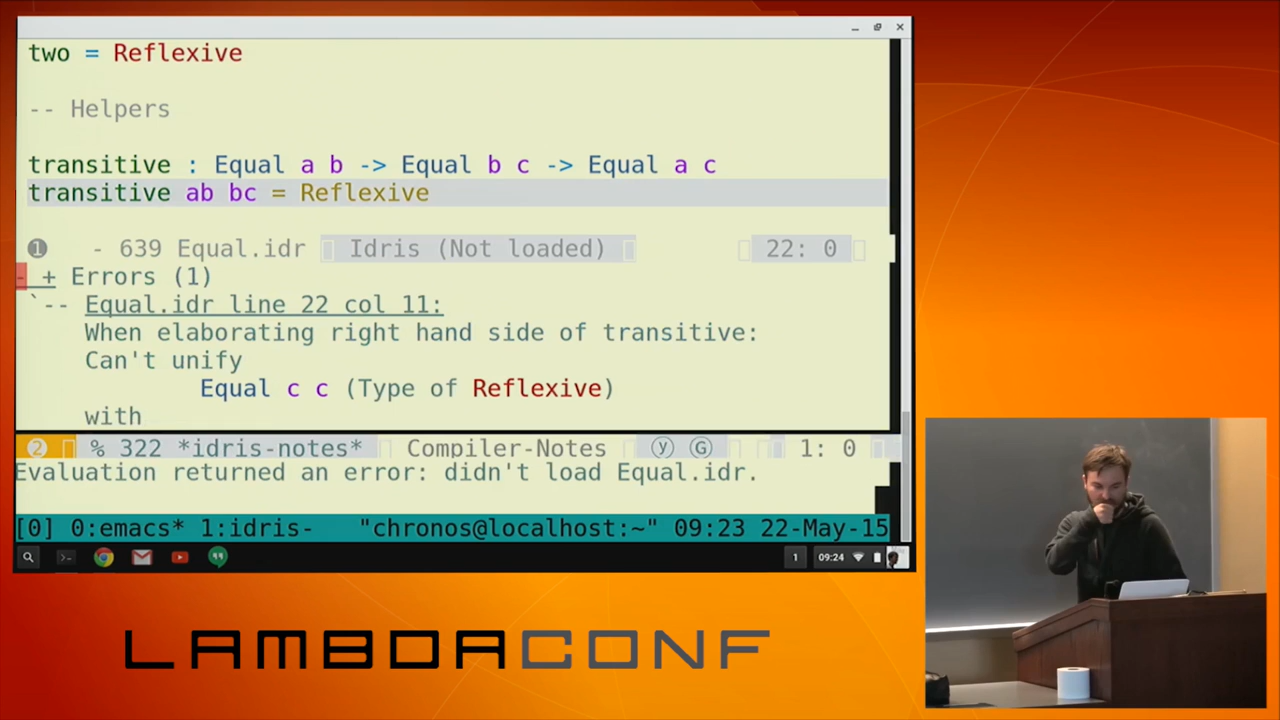 two = Reflexive
-- Helpers
transitive : Equal a b -> Equal b c -> Equal a c
transitive ab bc = Reflexive
❶ - 639 Equal.idr Idris (Not loaded) 22: 0
- + Errors (1)
`-- Equal.idr line 22 col 11:
When elaborating right hand side of transitive:
Can't unify
Equal c c (Type of Reflexive)
with
❷ % 322 *idris-notes* Compiler-Notes ⓨ Ⓖ 1: 0
Evaluation returned an error: didn't load Equal.idr.
[0] 0:emacs* 1:idris- "chronos@localhost:~" 09:23 22-May-15
1 09:24
LAMBDACONF